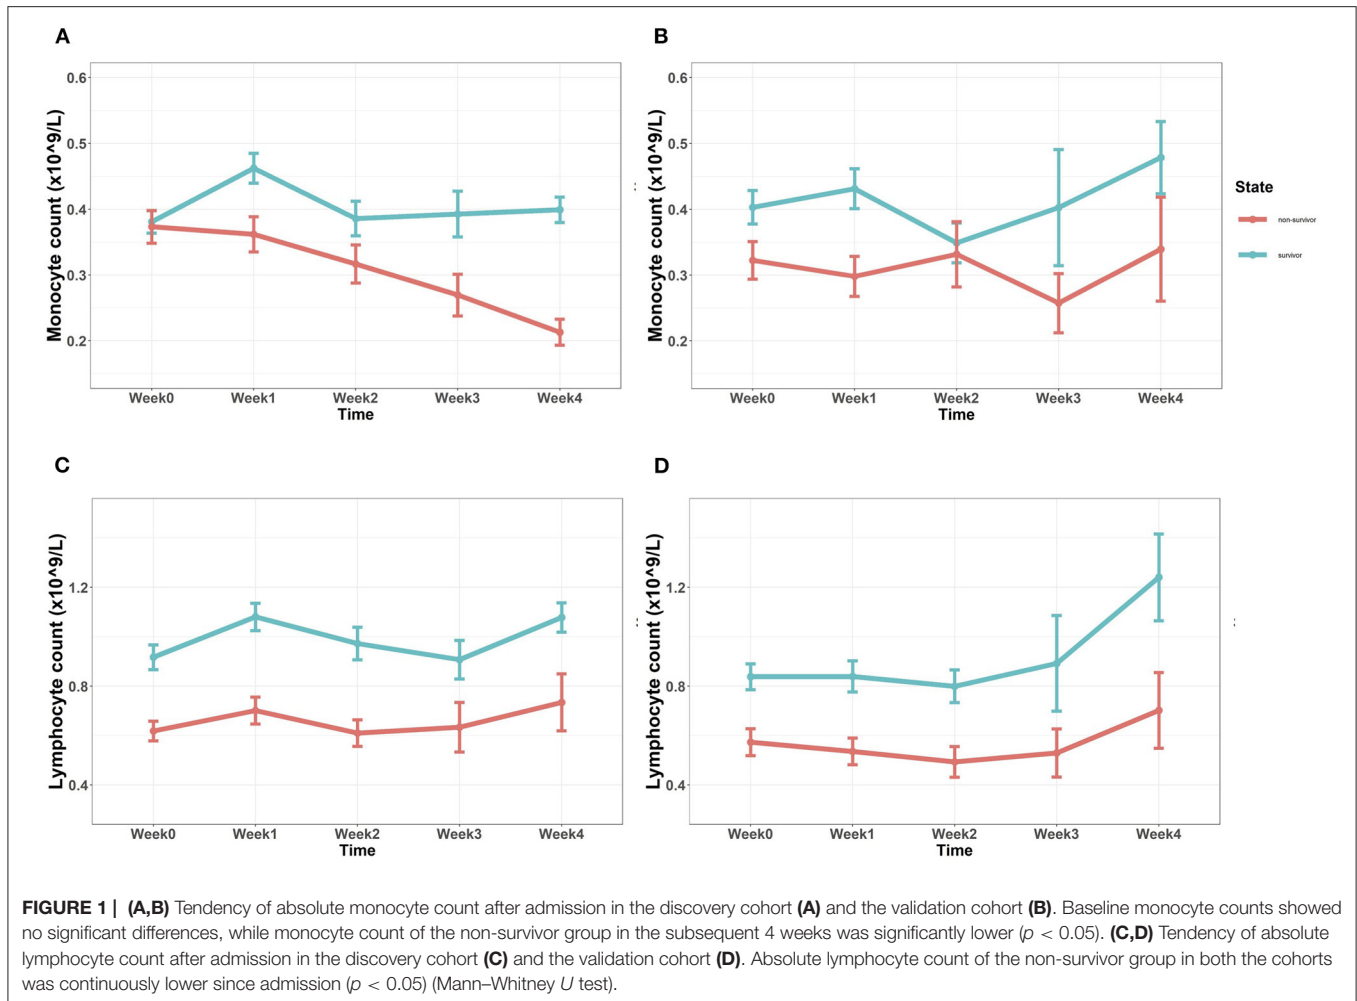 A
B
0.6
0.5
0.4
0.3
0.2
Monocyte count (x10^9/L)
Week0 Week1 Week2 Week3 Week4
Time
:
0.6
0.5
0.4
0.3
0.2
Monocyte count (x10^9/L)
Week0 Week1 Week2 Week3 Week4
Time
State
non-survivor
survivor
C
D
1.2
0.8
0.4
Lymphocyte count (x10^9/L)
Week0 Week1 Week2 Week3 Week4
Time
:
1.2
0.8
0.4
Lymphocyte count (x10^9/L)
Week0 Week1 Week2 Week3 Week4
Time
:
FIGURE 1 | (A,B) Tendency of absolute monocyte count after admission in the discovery cohort (A) and the validation cohort (B). Baseline monocyte counts showed
no significant differences, while monocyte count of the non-survivor group in the subsequent 4 weeks was significantly lower (p < 0.05). (C,D) Tendency of absolute
lymphocyte count after admission in the discovery cohort (C) and the validation cohort (D). Absolute lymphocyte count of the non-survivor group in both the cohorts
was continuously lower since admission (p < 0.05) (Mann–Whitney U test).